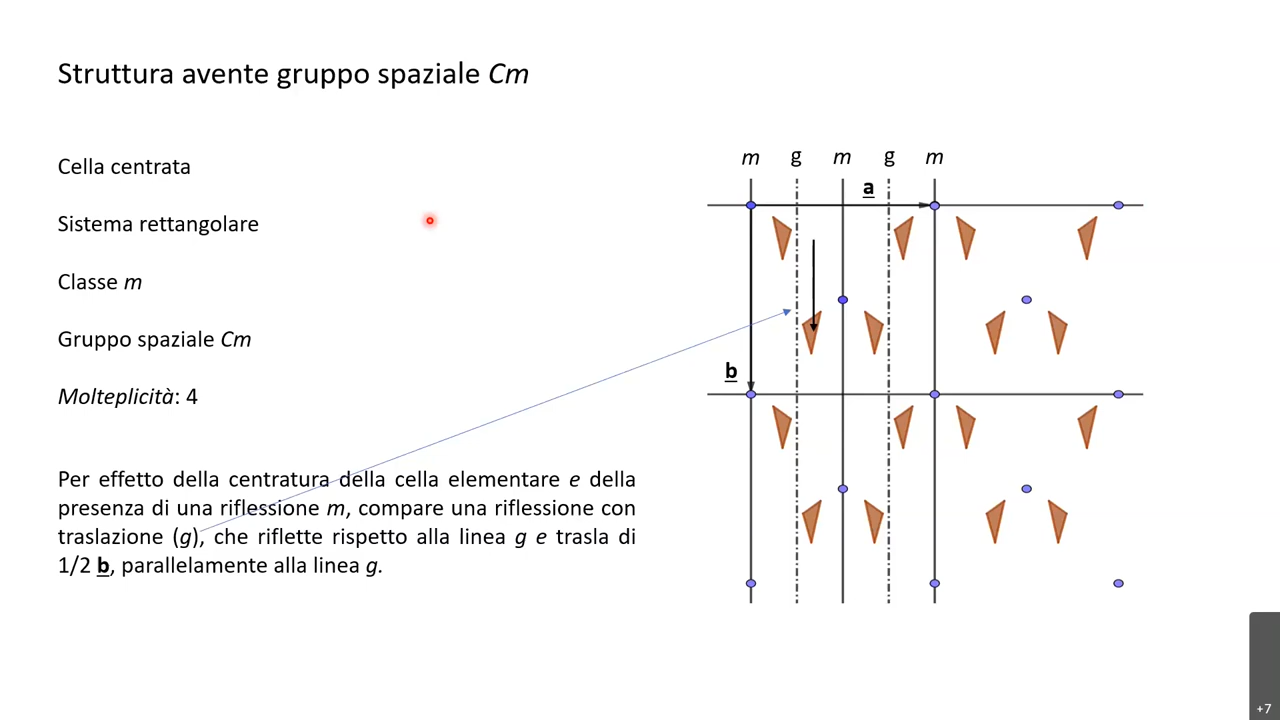 Struttura avente gruppo spaziale Cm
Cella centrata
Sistema rettangolare
Classe m
Gruppo spaziale Cm
Molteplicità: 4
Per effetto della centratura della cella elementare e della
presenza di una riflessione m, compare una riflessione con
traslazione (g), che riflette rispetto alla linea g e trasla di
1/2 b, parallelamente alla linea g.
m g m g m
a
b
+7